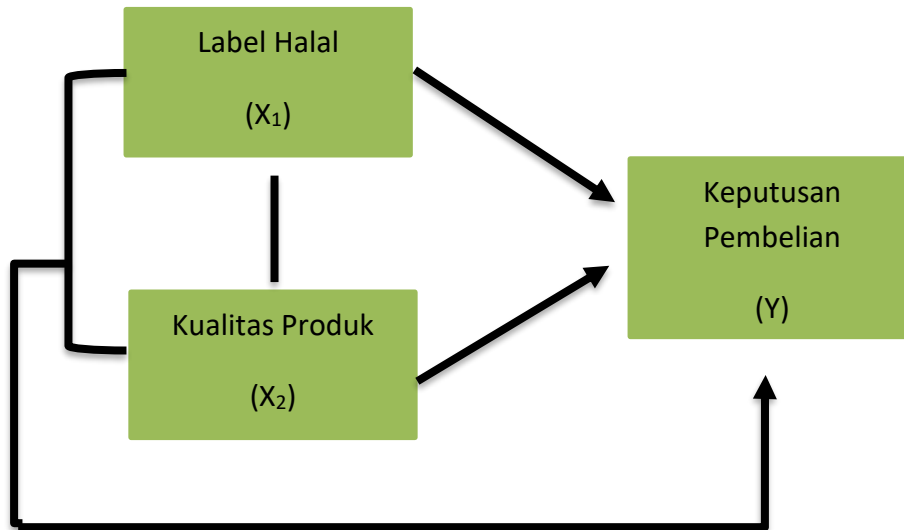 Label Halal
(X₁)
Keputusan
Pembelian
(Y)
Kualitas Produk
(X₂)